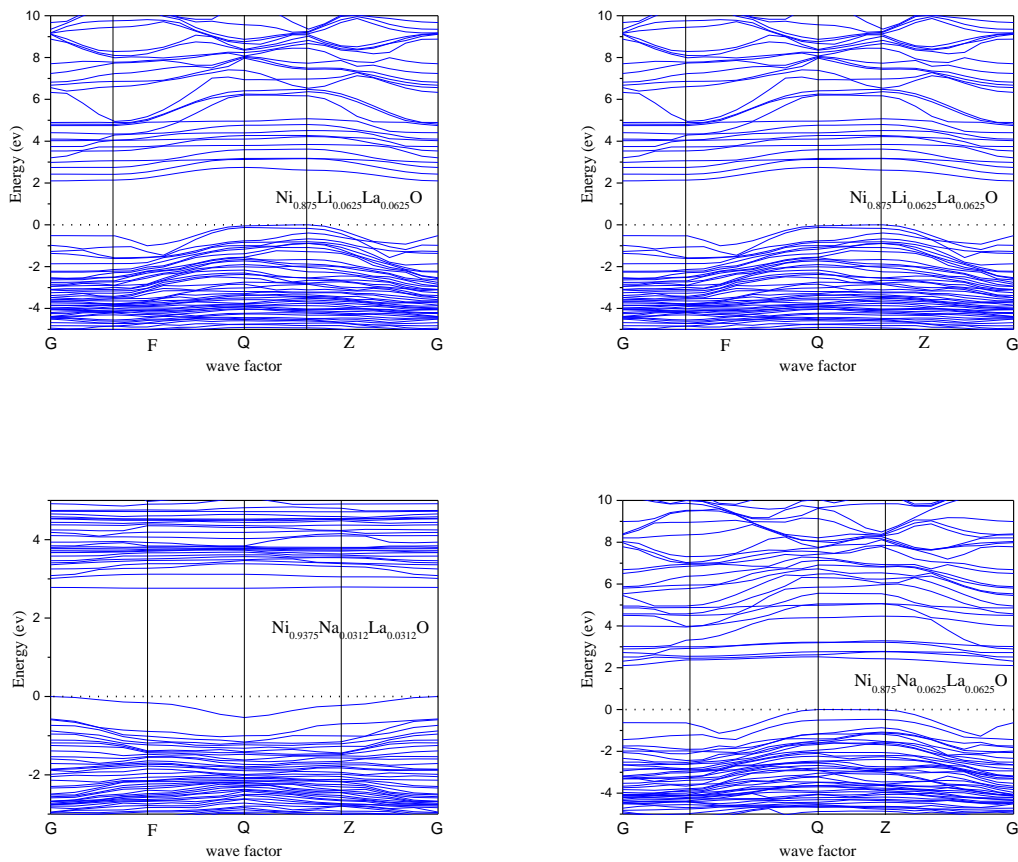 10
8
6
4
2
0
-2
-4
Energy (ev)
Ni0.875Li0.0625La0.0625O
G F Q Z G
wave factor
10
8
6
4
2
0
-2
-4
Energy (ev)
Ni0.875Li0.0625La0.0625O
G F Q Z G
wave factor
4
2
0
-2
Energy (ev)
Ni0.9375Na0.0312La0.0312O
G F Q Z G
wave factor
10
8
6
4
2
0
-2
-4
Energy (ev)
Ni0.875Na0.0625La0.0625O
G F Q Z G
wave factor